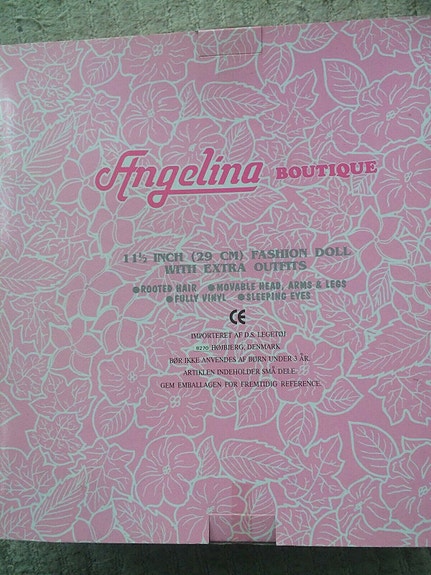 Angelina BOUTIQUE
11½ INCH (29 CM) FASHION DOLL
WITH EXTRA OUTFITS
●ROOTED HAIR ●MOVABLE HEAD, ARMS & LEGS
●FULLY VINYL ●SLEEPING EYES
CE
IMPORTERET AF D.S. LEGETØJ
8270 HØJBJERG, DENMARK
BØR IKKE ANVENDES AF BØRN UNDER 3 ÅR.
ARTIKLEN INDEHOLDER SMÅ DELE.
GEM EMBALLAGEN FOR FREMTIDIG REFERENCE.